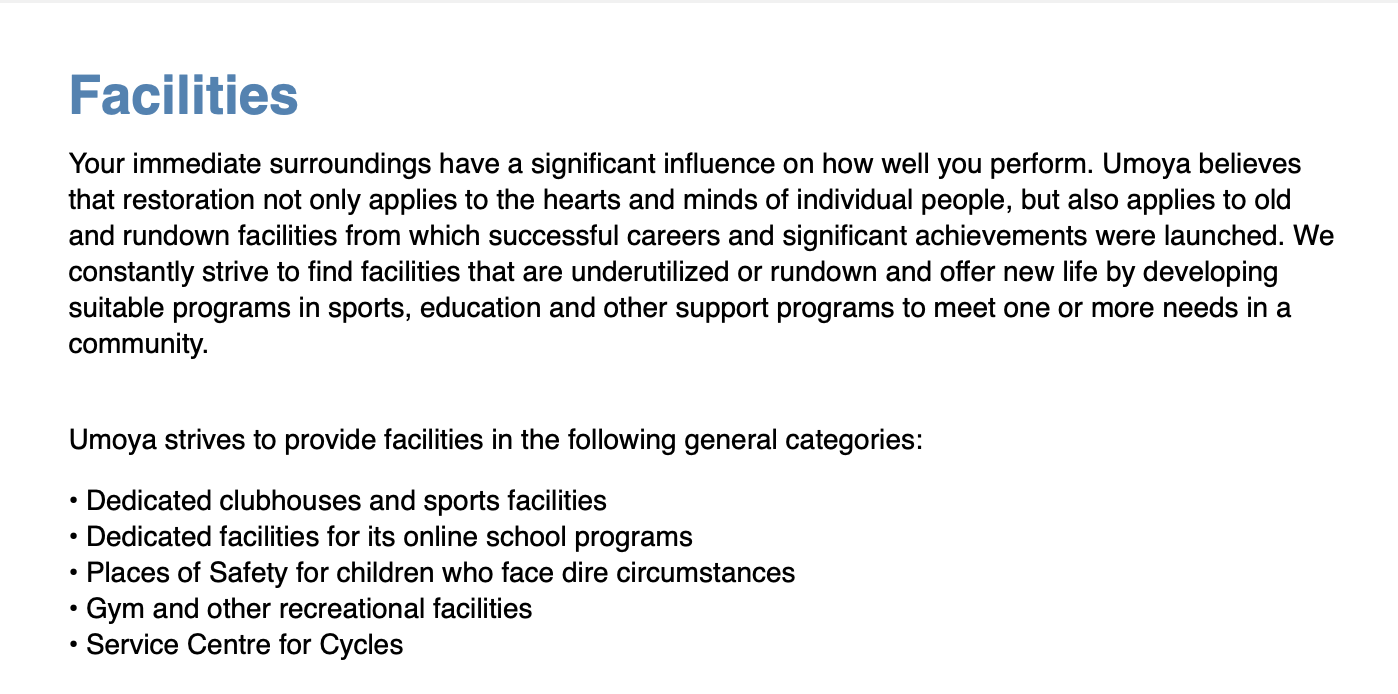 Facilities
Your immediate surroundings have a significant influence on how well you perform. Umoya believes
that restoration not only applies to the hearts and minds of individual people, but also applies to old
and rundown facilities from which successful careers and significant achievements were launched. We
constantly strive to find facilities that are underutilized or rundown and offer new life by developing
suitable programs in sports, education and other support programs to meet one or more needs in a
community.
Umoya strives to provide facilities in the following general categories:
• Dedicated clubhouses and sports facilities
• Dedicated facilities for its online school programs
• Places of Safety for children who face dire circumstances
• Gym and other recreational facilities
• Service Centre for Cycles